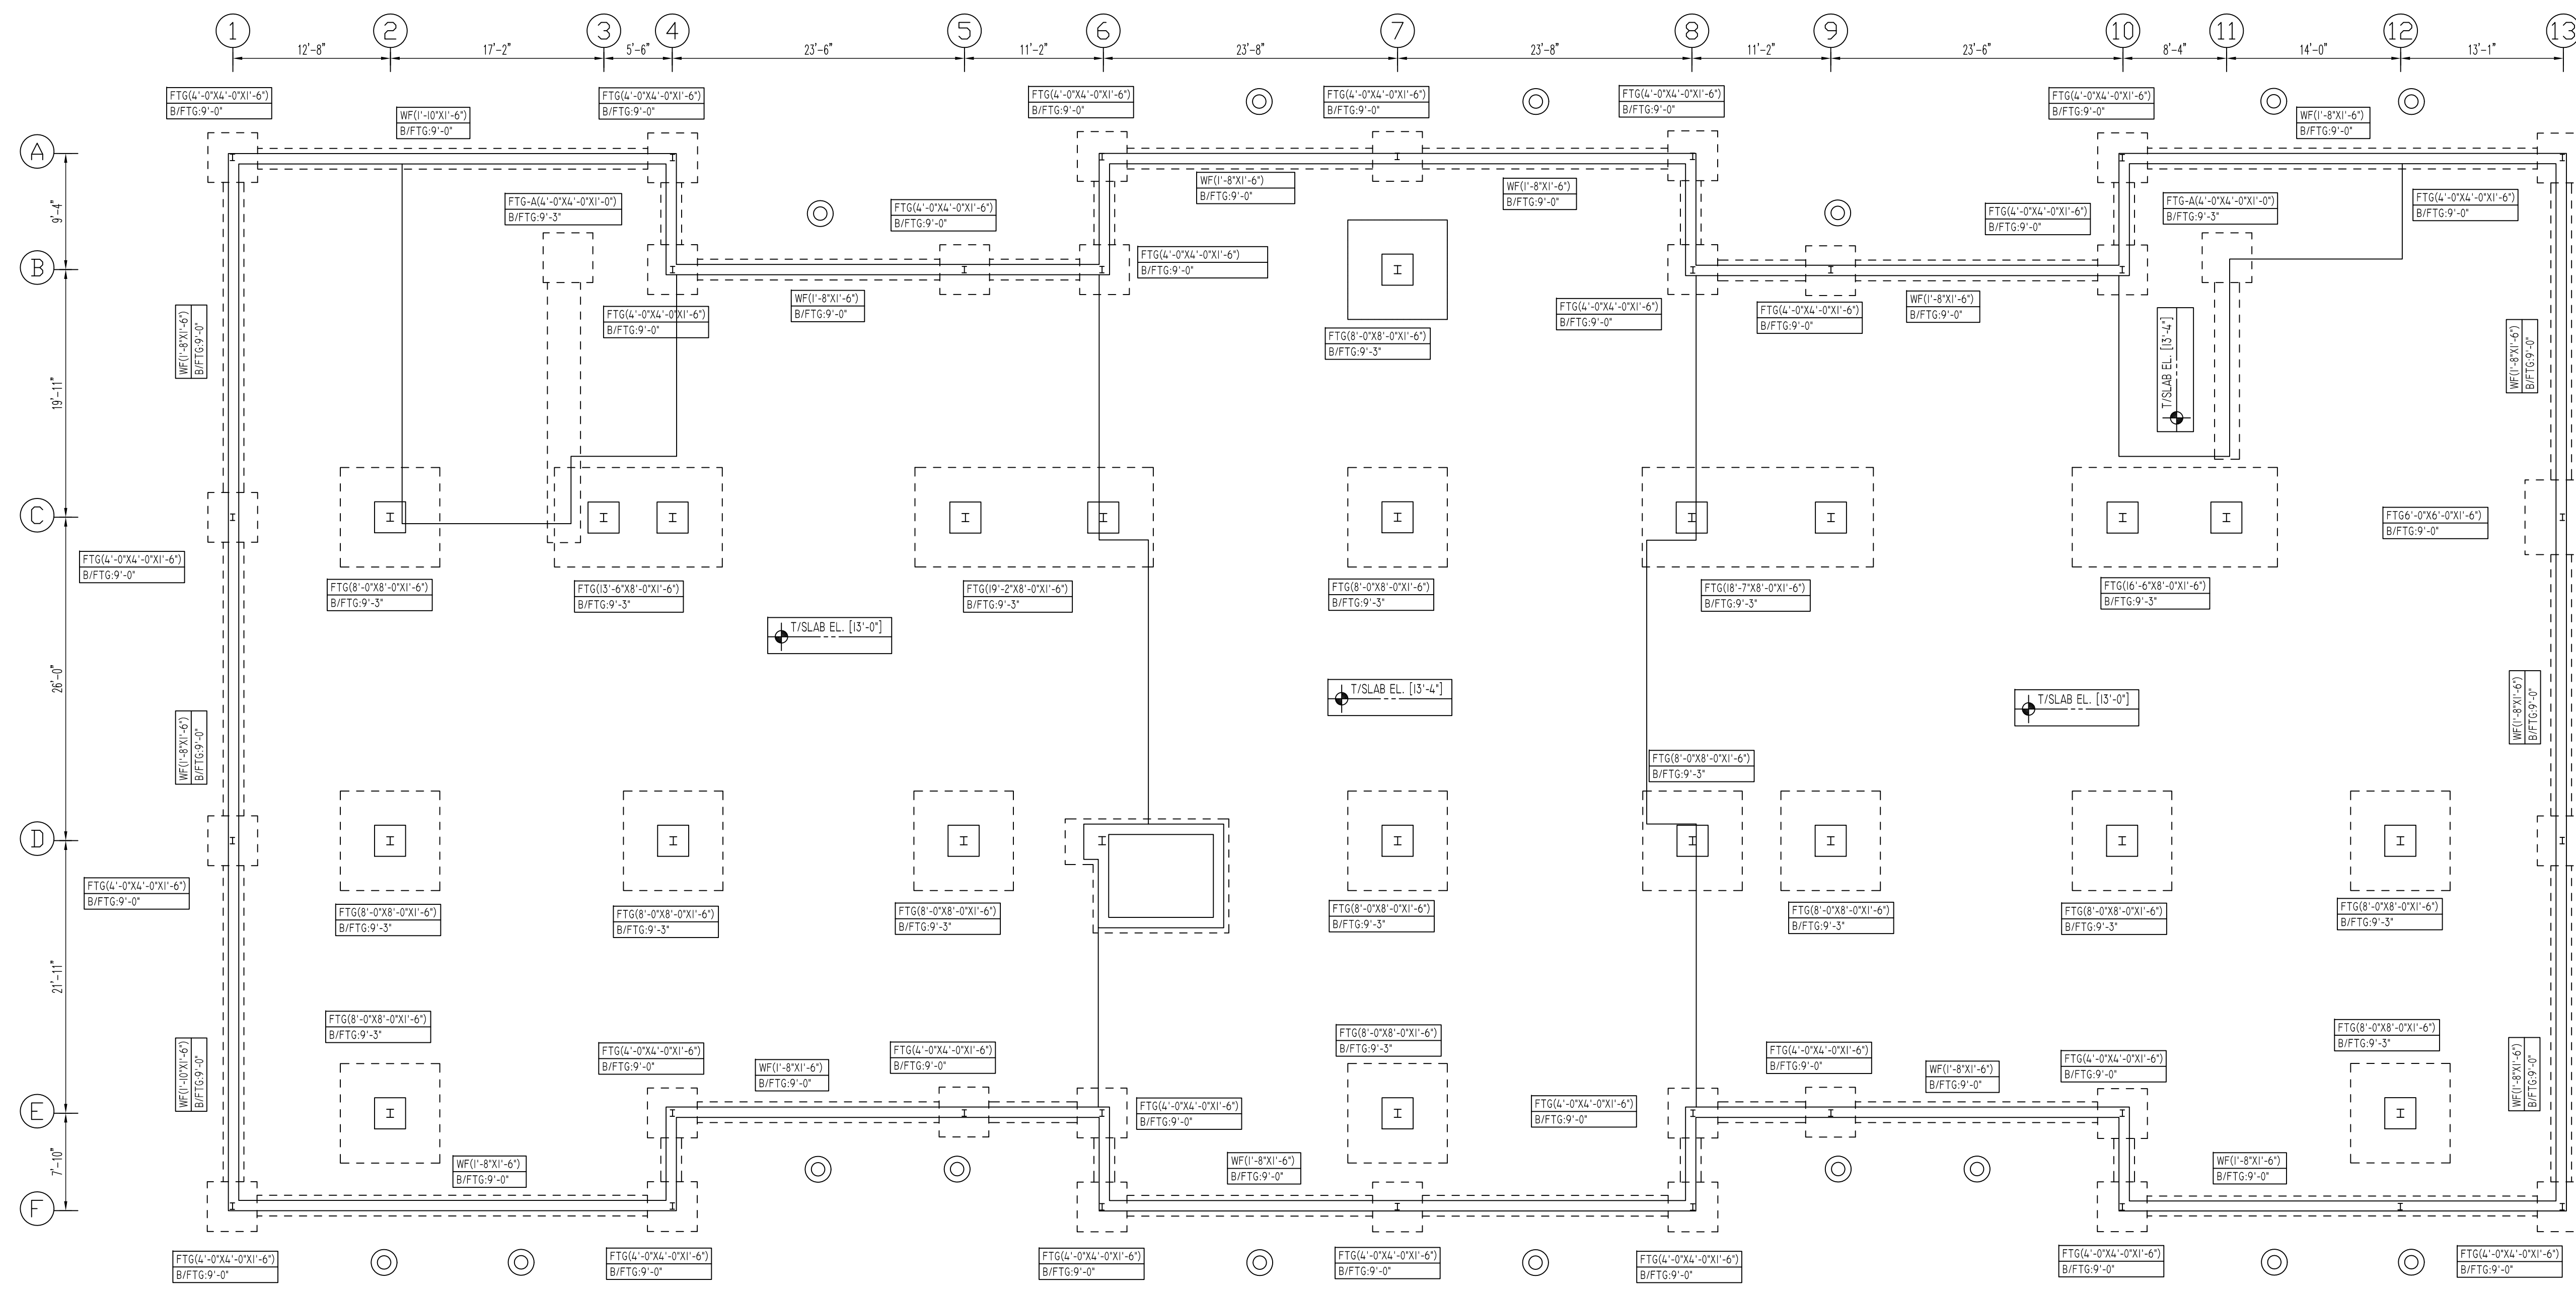 1 2 3 4 5 6 7 8 9 10 11 12 13
12'-8" 17'-2" 5'-6" 23'-6" 11'-2" 23'-8" 23'-8" 11'-2" 23'-6" 8'-4" 14'-0" 13'-1"
FTG(4'-0"X4'-0"X1'-6")
B/FTG:9'-0"
WF(1'-10"X1'-6")
B/FTG:9'-0"
FTG(4'-0"X4'-0"X1'-6")
B/FTG:9'-0"
FTG(4'-0"X4'-0"X1'-6")
B/FTG:9'-0"
FTG(4'-0"X4'-0"X1'-6")
B/FTG:9'-0"
FTG(4'-0"X4'-0"X1'-6")
B/FTG:9'-0"
FTG(4'-0"X4'-0"X1'-6")
B/FTG:9'-0"
WF(1'-8"X1'-6")
B/FTG:9'-0"
A
9'-4"
FTG-A(4'-0"X4'-0"X1'-0")
B/FTG:9'-3"
FTG(4'-0"X4'-0"X1'-6")
B/FTG:9'-0"
WF(1'-8"X1'-6")
B/FTG:9'-0"
WF(1'-8"X1'-6")
B/FTG:9'-0"
FTG(4'-0"X4'-0"X1'-6")
B/FTG:9'-0"
FTG-A(4'-0"X4'-0"X1'-0")
B/FTG:9'-3"
FTG(4'-0"X4'-0"X1'-6")
B/FTG:9'-0"
B
FTG(4'-0"X4'-0"X1'-6")
B/FTG:9'-0"
WF(1'-8"X1'-6")
B/FTG:9'-0"
FTG(4'-0"X4'-0"X1'-6")
B/FTG:9'-0"
WF(1'-8"X1'-6")
B/FTG:9'-0"
FTG(4'-0"X4'-0"X1'-6")
B/FTG:9'-0"
FTG(8'-0"X8'-0"X1'-6")
B/FTG:9'-3"
FTG(4'-0"X4'-0"X1'-6")
B/FTG:9'-0"
FTG(4'-0"X4'-0"X1'-6")
B/FTG:9'-0"
WF(1'-8"X1'-6")
B/FTG:9'-0"
T/SLAB EL. [13'-4"]
WF(1'-8"X1'-6")
B/FTG:9'-0"
19'-11"
C
FTG6'-0"X6'-0"X1'-6")
B/FTG:9'-0"
FTG(4'-0"X4'-0"X1'-6")
B/FTG:9'-0"
FTG(8'-0"X8'-0"X1'-6")
B/FTG:9'-3"
FTG(13'-6"X8'-0"X1'-6")
B/FTG:9'-3"
FTG(19'-2"X8'-0"X1'-6")
B/FTG:9'-3"
FTG(8'-0"X8'-0"X1'-6")
B/FTG:9'-3"
FTG(18'-7"X8'-0"X1'-6")
B/FTG:9'-3"
FTG(16'-6"X8'-0"X1'-6")
B/FTG:9'-3"
T/SLAB EL. [13'-0"]
26'-0"
T/SLAB EL. [13'-4"]
T/SLAB EL. [13'-0"]
WF(1'-8"X1'-6")
B/FTG:9'-0"
WF(1'-8"X1'-6")
B/FTG:9'-0"
FTG(8'-0"X8'-0"X1'-6")
B/FTG:9'-3"
D
FTG(4'-0"X4'-0"X1'-6")
B/FTG:9'-0"
FTG(8'-0"X8'-0"X1'-6")
B/FTG:9'-3"
FTG(8'-0"X8'-0"X1'-6")
B/FTG:9'-3"
FTG(8'-0"X8'-0"X1'-6")
B/FTG:9'-3"
FTG(8'-0"X8'-0"X1'-6")
B/FTG:9'-3"
FTG(8'-0"X8'-0"X1'-6")
B/FTG:9'-3"
FTG(8'-0"X8'-0"X1'-6")
B/FTG:9'-3"
FTG(8'-0"X8'-0"X1'-6")
B/FTG:9'-3"
21'-11"
FTG(8'-0"X8'-0"X1'-6")
B/FTG:9'-3"
FTG(8'-0"X8'-0"X1'-6")
B/FTG:9'-3"
FTG(8'-0"X8'-0"X1'-6")
B/FTG:9'-3"
WF(1'-10"X1'-6")
B/FTG:9'-0"
FTG(4'-0"X4'-0"X1'-6")
B/FTG:9'-0"
WF(1'-8"X1'-6")
B/FTG:9'-0"
FTG(4'-0"X4'-0"X1'-6")
B/FTG:9'-0"
FTG(4'-0"X4'-0"X1'-6")
B/FTG:9'-0"
WF(1'-8"X1'-6")
B/FTG:9'-0"
FTG(4'-0"X4'-0"X1'-6")
B/FTG:9'-0"
WF(1'-8"X1'-6")
B/FTG:9'-0"
E
FTG(4'-0"X4'-0"X1'-6")
B/FTG:9'-0"
FTG(4'-0"X4'-0"X1'-6")
B/FTG:9'-0"
7'-10"
WF(1'-8"X1'-6")
B/FTG:9'-0"
WF(1'-8"X1'-6")
B/FTG:9'-0"
WF(1'-8"X1'-6")
B/FTG:9'-0"
F
FTG(4'-0"X4'-0"X1'-6")
B/FTG:9'-0"
FTG(4'-0"X4'-0"X1'-6")
B/FTG:9'-0"
FTG(4'-0"X4'-0"X1'-6")
B/FTG:9'-0"
FTG(4'-0"X4'-0"X1'-6")
B/FTG:9'-0"
FTG(4'-0"X4'-0"X1'-6")
B/FTG:9'-0"
FTG(4'-0"X4'-0"X1'-6")
B/FTG:9'-0"
FTG(4'-0"X4'-0"X1'-6")
B/FTG:9'-0"